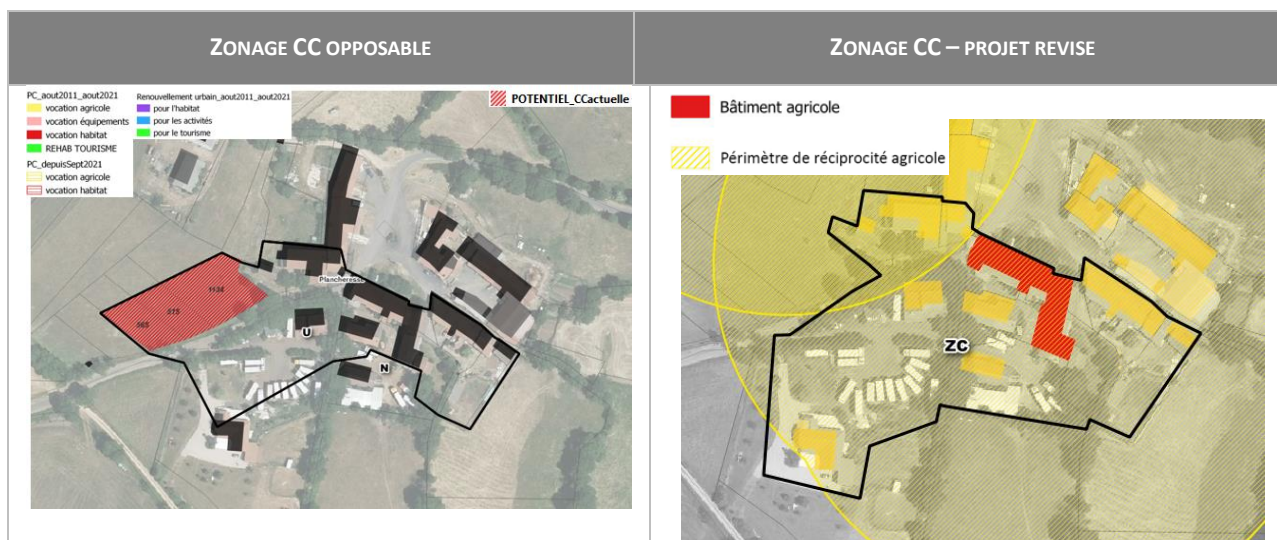 ZONAGE CC OPPOSABLE
ZONAGE CC – PROJET REVISE
PC_aout2011_aout2021
vocation agricole
vocation équipements
vocation habitat
REHAB TOURISME
PC_depuisSept2021
vocation agricole
vocation habitat
Renouvellement urbain_aout2011_aout2021
pour l'habitat
pour les activités
pour le tourisme
POTENTIEL_CCactuelle
1136
515
565
Plancheresse
U
N
Bâtiment agricole
Périmètre de réciprocité agricole
ZC